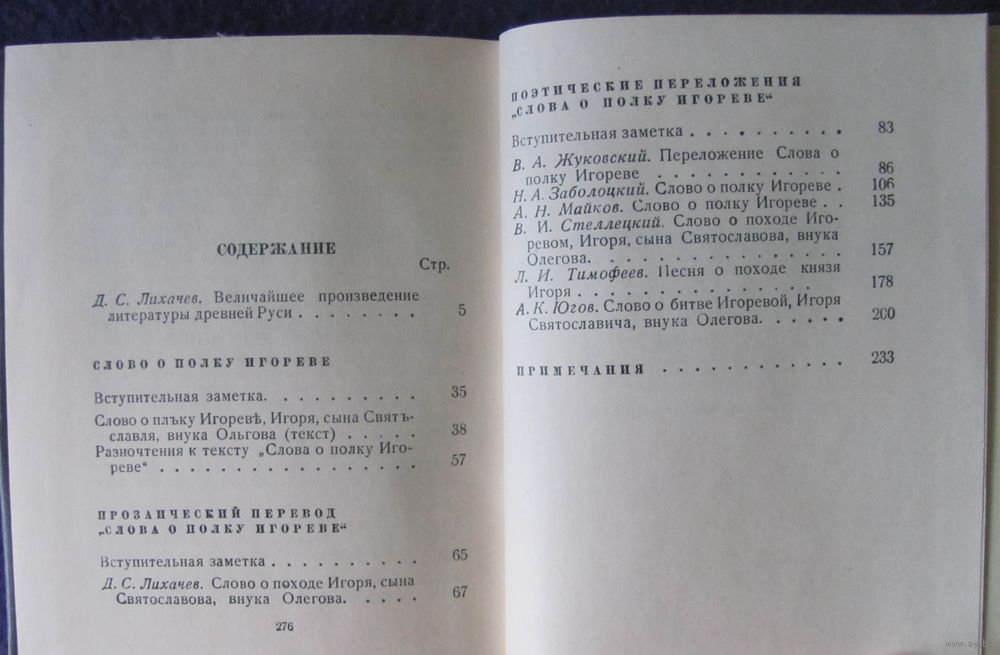 СОДЕРЖАНИЕ
Стр.
Д. С. Лихачев. Величайшее произведение
литературы древней Руси . . . . . . . . 5
СЛОВО О ПОЛКУ ИГОРЕВЕ
Вступительная заметка. . . . . . . . . . 35
Слово о плъку Игоревѣ, Игоря, сына Святъ-
славля, внука Ольгова (текст) . . . . . 38
Разночтения к тексту „Слова о полку Иго-
реве“ . . . . . . . . . . . . . . . . . 57
ПРОЗАИЧЕСКИЙ ПЕРЕВОД
„СЛОВА О ПОЛКУ ИГОРЕВЕ“
Вступительная заметка . . . . . . . . . . 65
Д. С. Лихачев. Слово о походе Игоря, сына
Святославова, внука Олегова. . . . . 67
276
ПОЭТИЧЕСКИЕ ПЕРЕЛОЖЕНИЯ
„СЛОВА О ПОЛКУ ИГОРЕВЕ“
Вступительная заметка . . . . . . . . . . 83
В. А. Жуковский. Переложение Слова о
полку Игореве . . . . . . . . . . . . 86
Н. А. Заболоцкий. Слово о полку Игореве . 106
А. Н. Майков. Слово о полку Игореве . . 135
В. И. Стеллецкий. Слово о походе Иго-
ревом, Игоря, сына Святославова, внука
Олегова. . . . . . . . . . . . . . . 157
Л. И. Тимофеев. Песня о походе князя
Игоря . . . . . . . . . . . . . . . . 178
А. К. Югов. Слово о битве Игоревой, Игоря
Святославича, внука Олегова. . . . . . 200
ПРИМЕЧАНИЯ . . . . . . . . . . . . 233